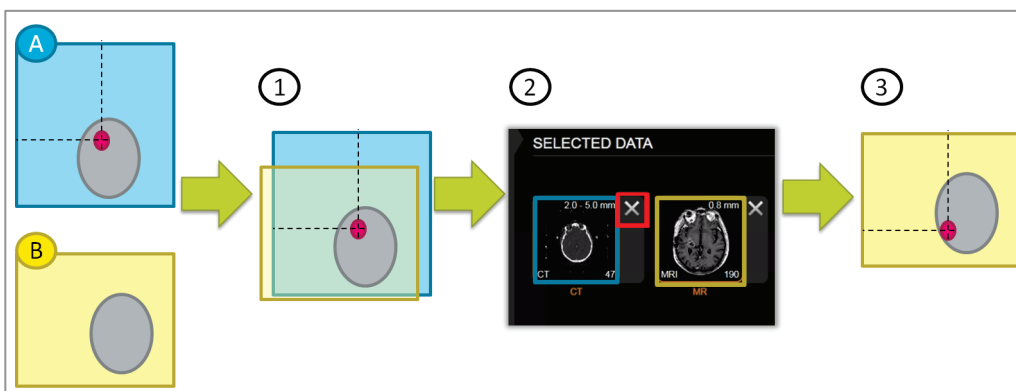 A
B
1
2
3
SELECTED DATA
2.0 - 5.0 mm
CT
47
CT
0.8 mm
MRI
190
MR